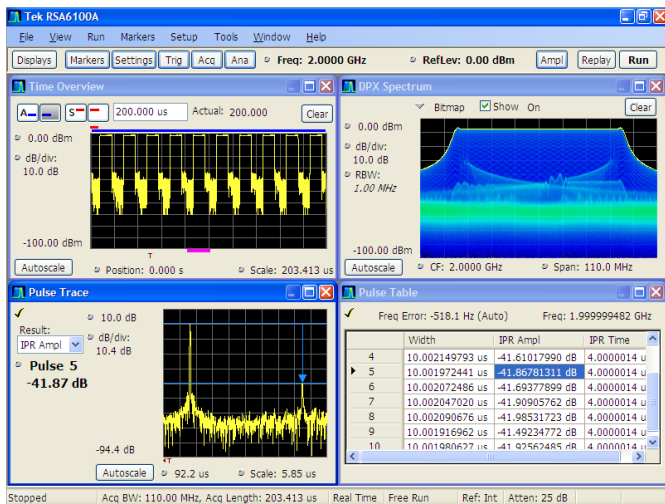 Tek RSA6100A
File View Run Markers Setup Tools Window Help
Displays Markers Settings Trig Acq Ana Freq: 2.0000 GHz RefLev: 0.00 dBm Ampl Replay Run
Time Overview
A S 200.000 us Actual: 200.000 Clear
0.00 dBm
dB/div:
10.0 dB
-100.00 dBm
T
Autoscale Position: 0.000 s Scale: 203.413 us
DPX Spectrum
Bitmap Show On Clear
0.00 dBm
dB/div:
10.0 dB
RBW:
1.00 MHz
-100.00 dBm
Autoscale CF: 2.0000 GHz Span: 110.0 MHz
Pulse Trace
Result:
IPR Ampl
Pulse 5
-41.87 dB
10.0 dB
dB/div:
10.4 dB
-94.4 dB
T
Autoscale 92.2 us Scale: 5.85 us
Pulse Table
Freq Error: -518.1 Hz (Auto) Freq: 1.999999482 GHz
Width IPR Ampl IPR Time
4 10.002149793 us -41.61017990 dB 4.0000014 u
5 10.001972441 us -41.86781311 dB 4.0000014 u
6 10.002072486 us -41.69377899 dB 4.0000014 u
7 10.002047020 us -41.90905762 dB 4.0000014 u
8 10.002090676 us -41.98531723 dB 4.0000014 u
9 10.001916962 us -41.49234772 dB 4.0000014 u
10 10.001980627 us -41.92562485 dB 4.0000014 u
Stopped Acq BW: 110.00 MHz, Acq Length: 203.413 us Real Time Free Run Ref: Int Atten: 25 dB